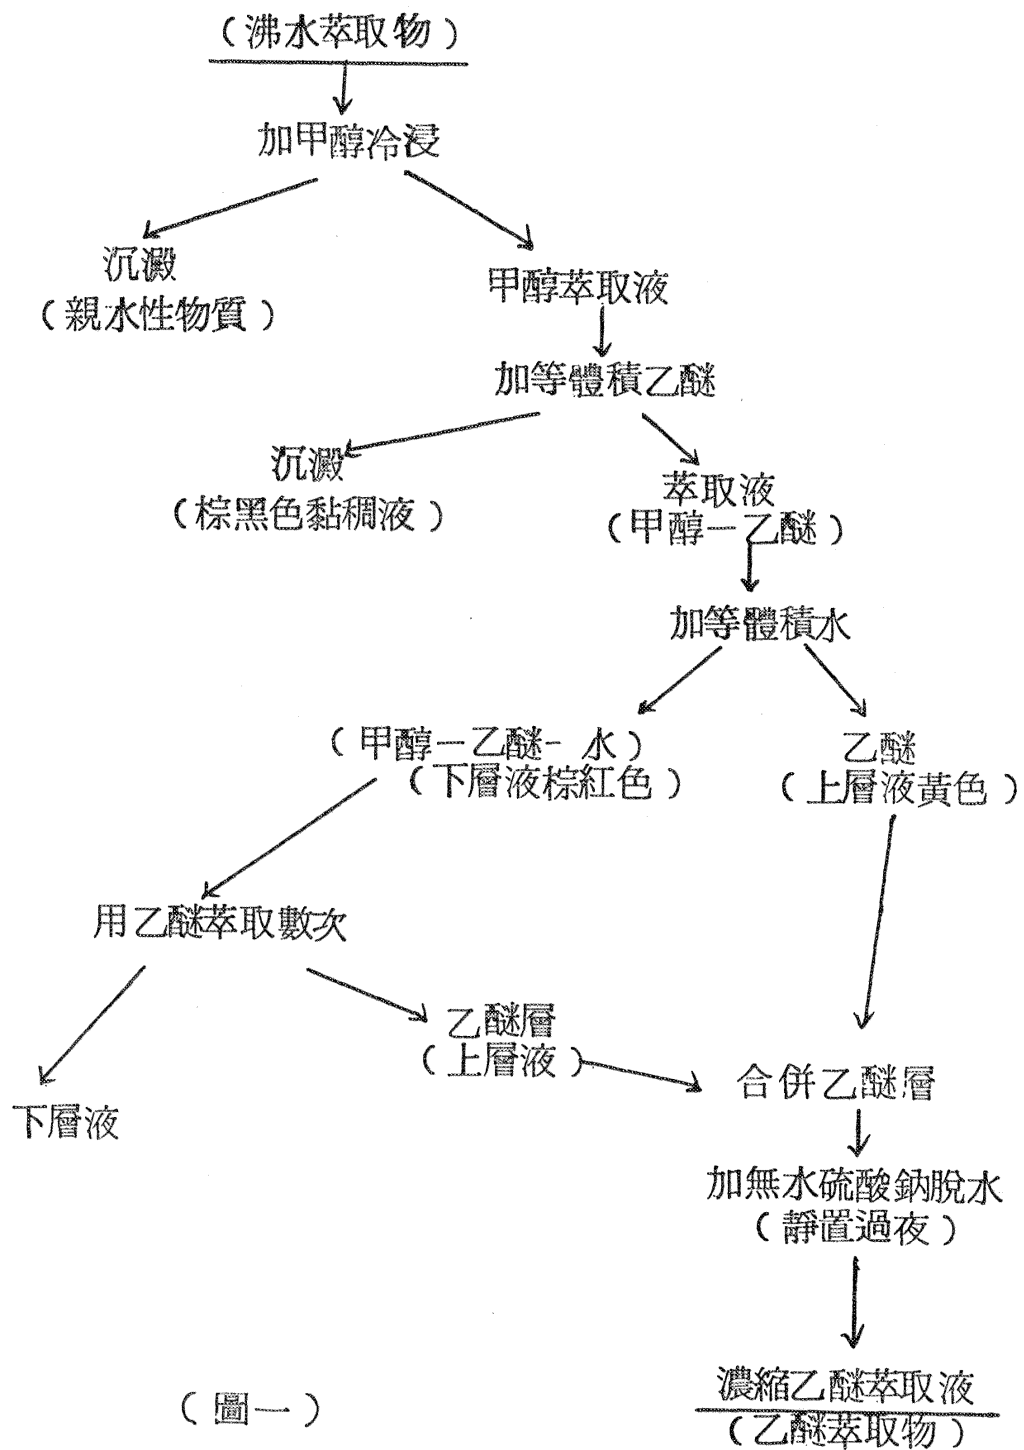 （沸水萃取物）
加甲醇冷浸
沉澱
（親水性物質）
甲醇萃取液
加等體積乙醚
沉澱
（棕黑色黏稠液）
萃取液
（甲醇－乙醚）
加等體積水
（甲醇－乙醚-水）
（下層液棕紅色）
乙醚
（上層液黃色）
用乙醚萃取數次
乙醚層
（上層液）
下層液
合併乙醚層
加無水硫酸鈉脫水
（靜置過夜）
濃縮乙醚萃取液
（乙醚萃取物）
（圖一）